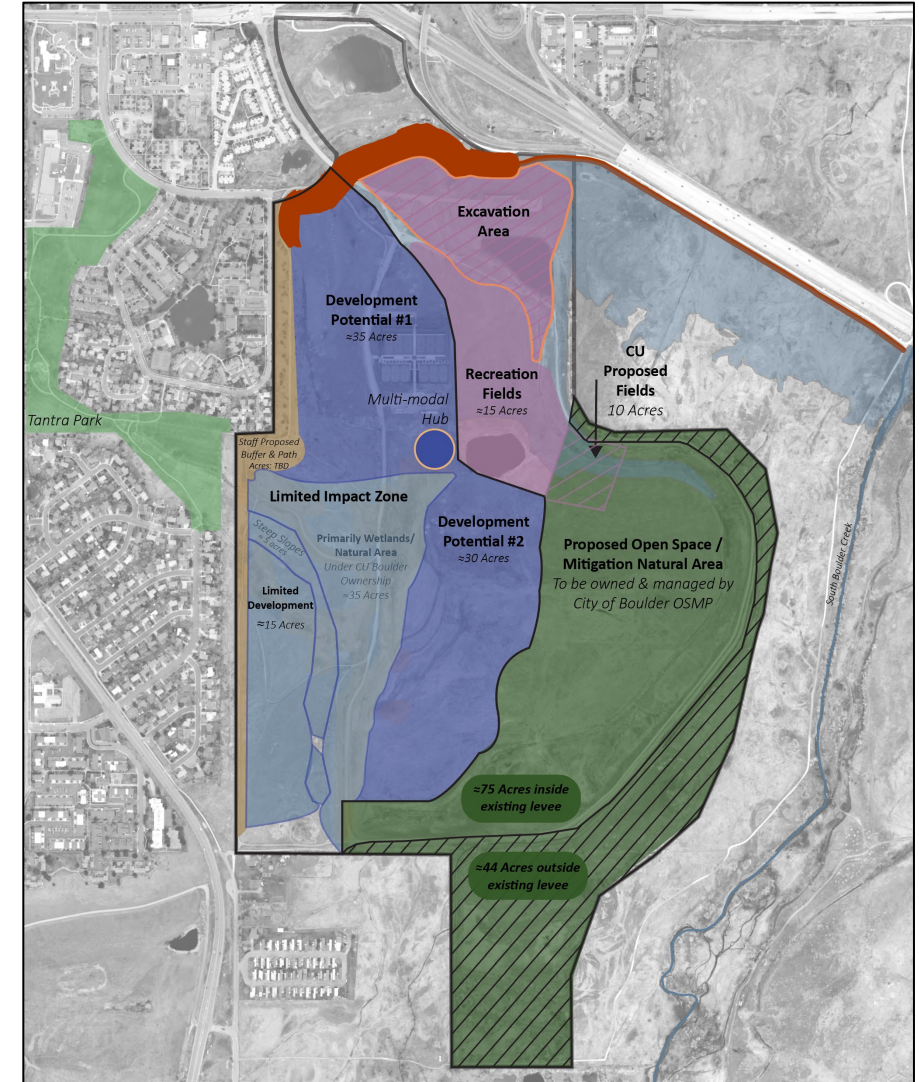 Excavation
Area
Development
Potential #1
≈35 Acres
CU
Proposed
Fields
10 Acres
Recreation
Fields
≈15 Acres
Multi-modal
Hub
Tantra Park
Staff Proposed
Buffer & Path
Acres: TBD
Limited Impact Zone
Steep Slopes
≈ 5 acres
Primarily Wetlands/
Natural Area
Under CU Boulder
Ownership
≈35 Acres
Development
Potential #2
≈30 Acres
Proposed Open Space /
Mitigation Natural Area
To be owned & managed by
City of Boulder OSMP
South Boulder Creek
Limited
Development
≈15 Acres
≈75 Acres inside
existing levee
≈44 Acres outside
existing levee